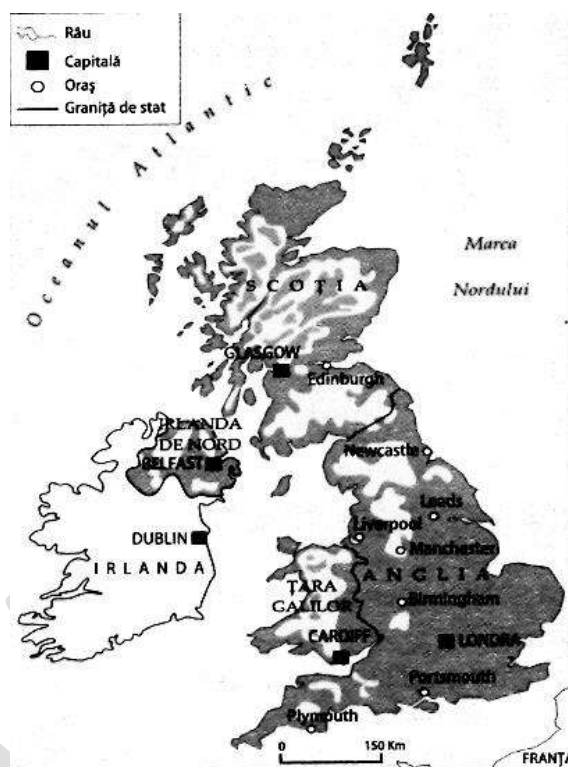 Râu
Capitală
Oraș
Graniță de stat
Oceanul Atlantic
Marea
Nordului
SCOȚIA
GLASGOW
Edinburgh
IRLANDA
DE NORD
BELFAST
Newcastle
Leeds
Liverpool
DUBLIN
Manchester
IRLANDA
ANGLIA
ȚARA
GALILOR
Birmingham
CARDIFF
LONDRA
Portsmouth
Plymouth
0 150 Km
FRANȚA